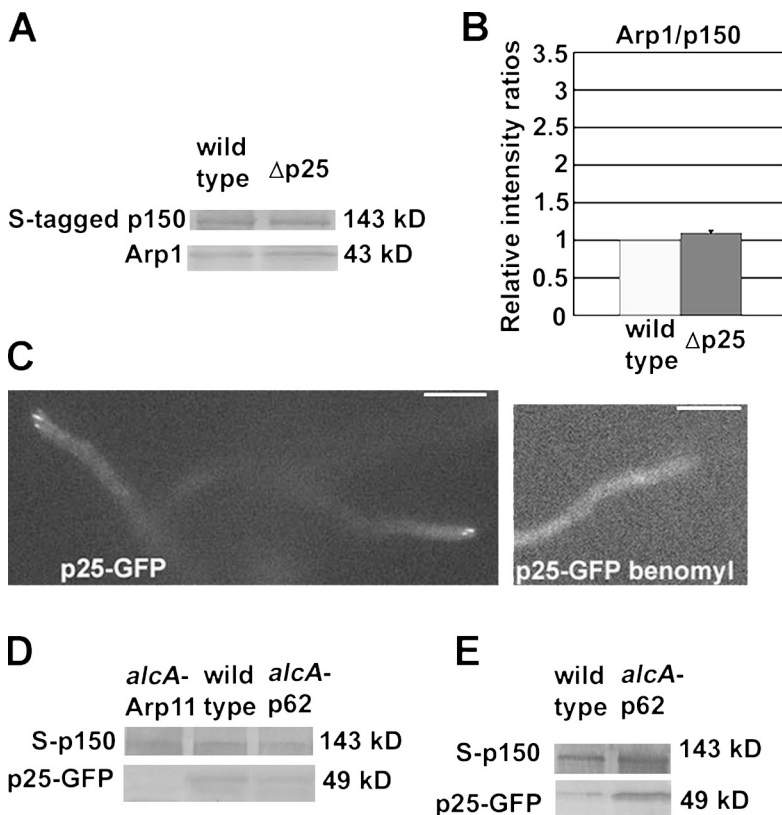 A
wild
type
Δp25
S-tagged p150
143 kD
Arp1
43 kD
B
Arp1/p150
Relative intensity ratios
3.5
3
2.5
2
1.5
1
0.5
0
wild
type
Δp25
C
p25-GFP
p25-GFP benomyl
D
alcA-
Arp11
wild
type
alcA-
p62
S-p150
143 kD
p25-GFP
49 kD
E
wild
type
alcA-
p62
S-p150
143 kD
p25-GFP
49 kD